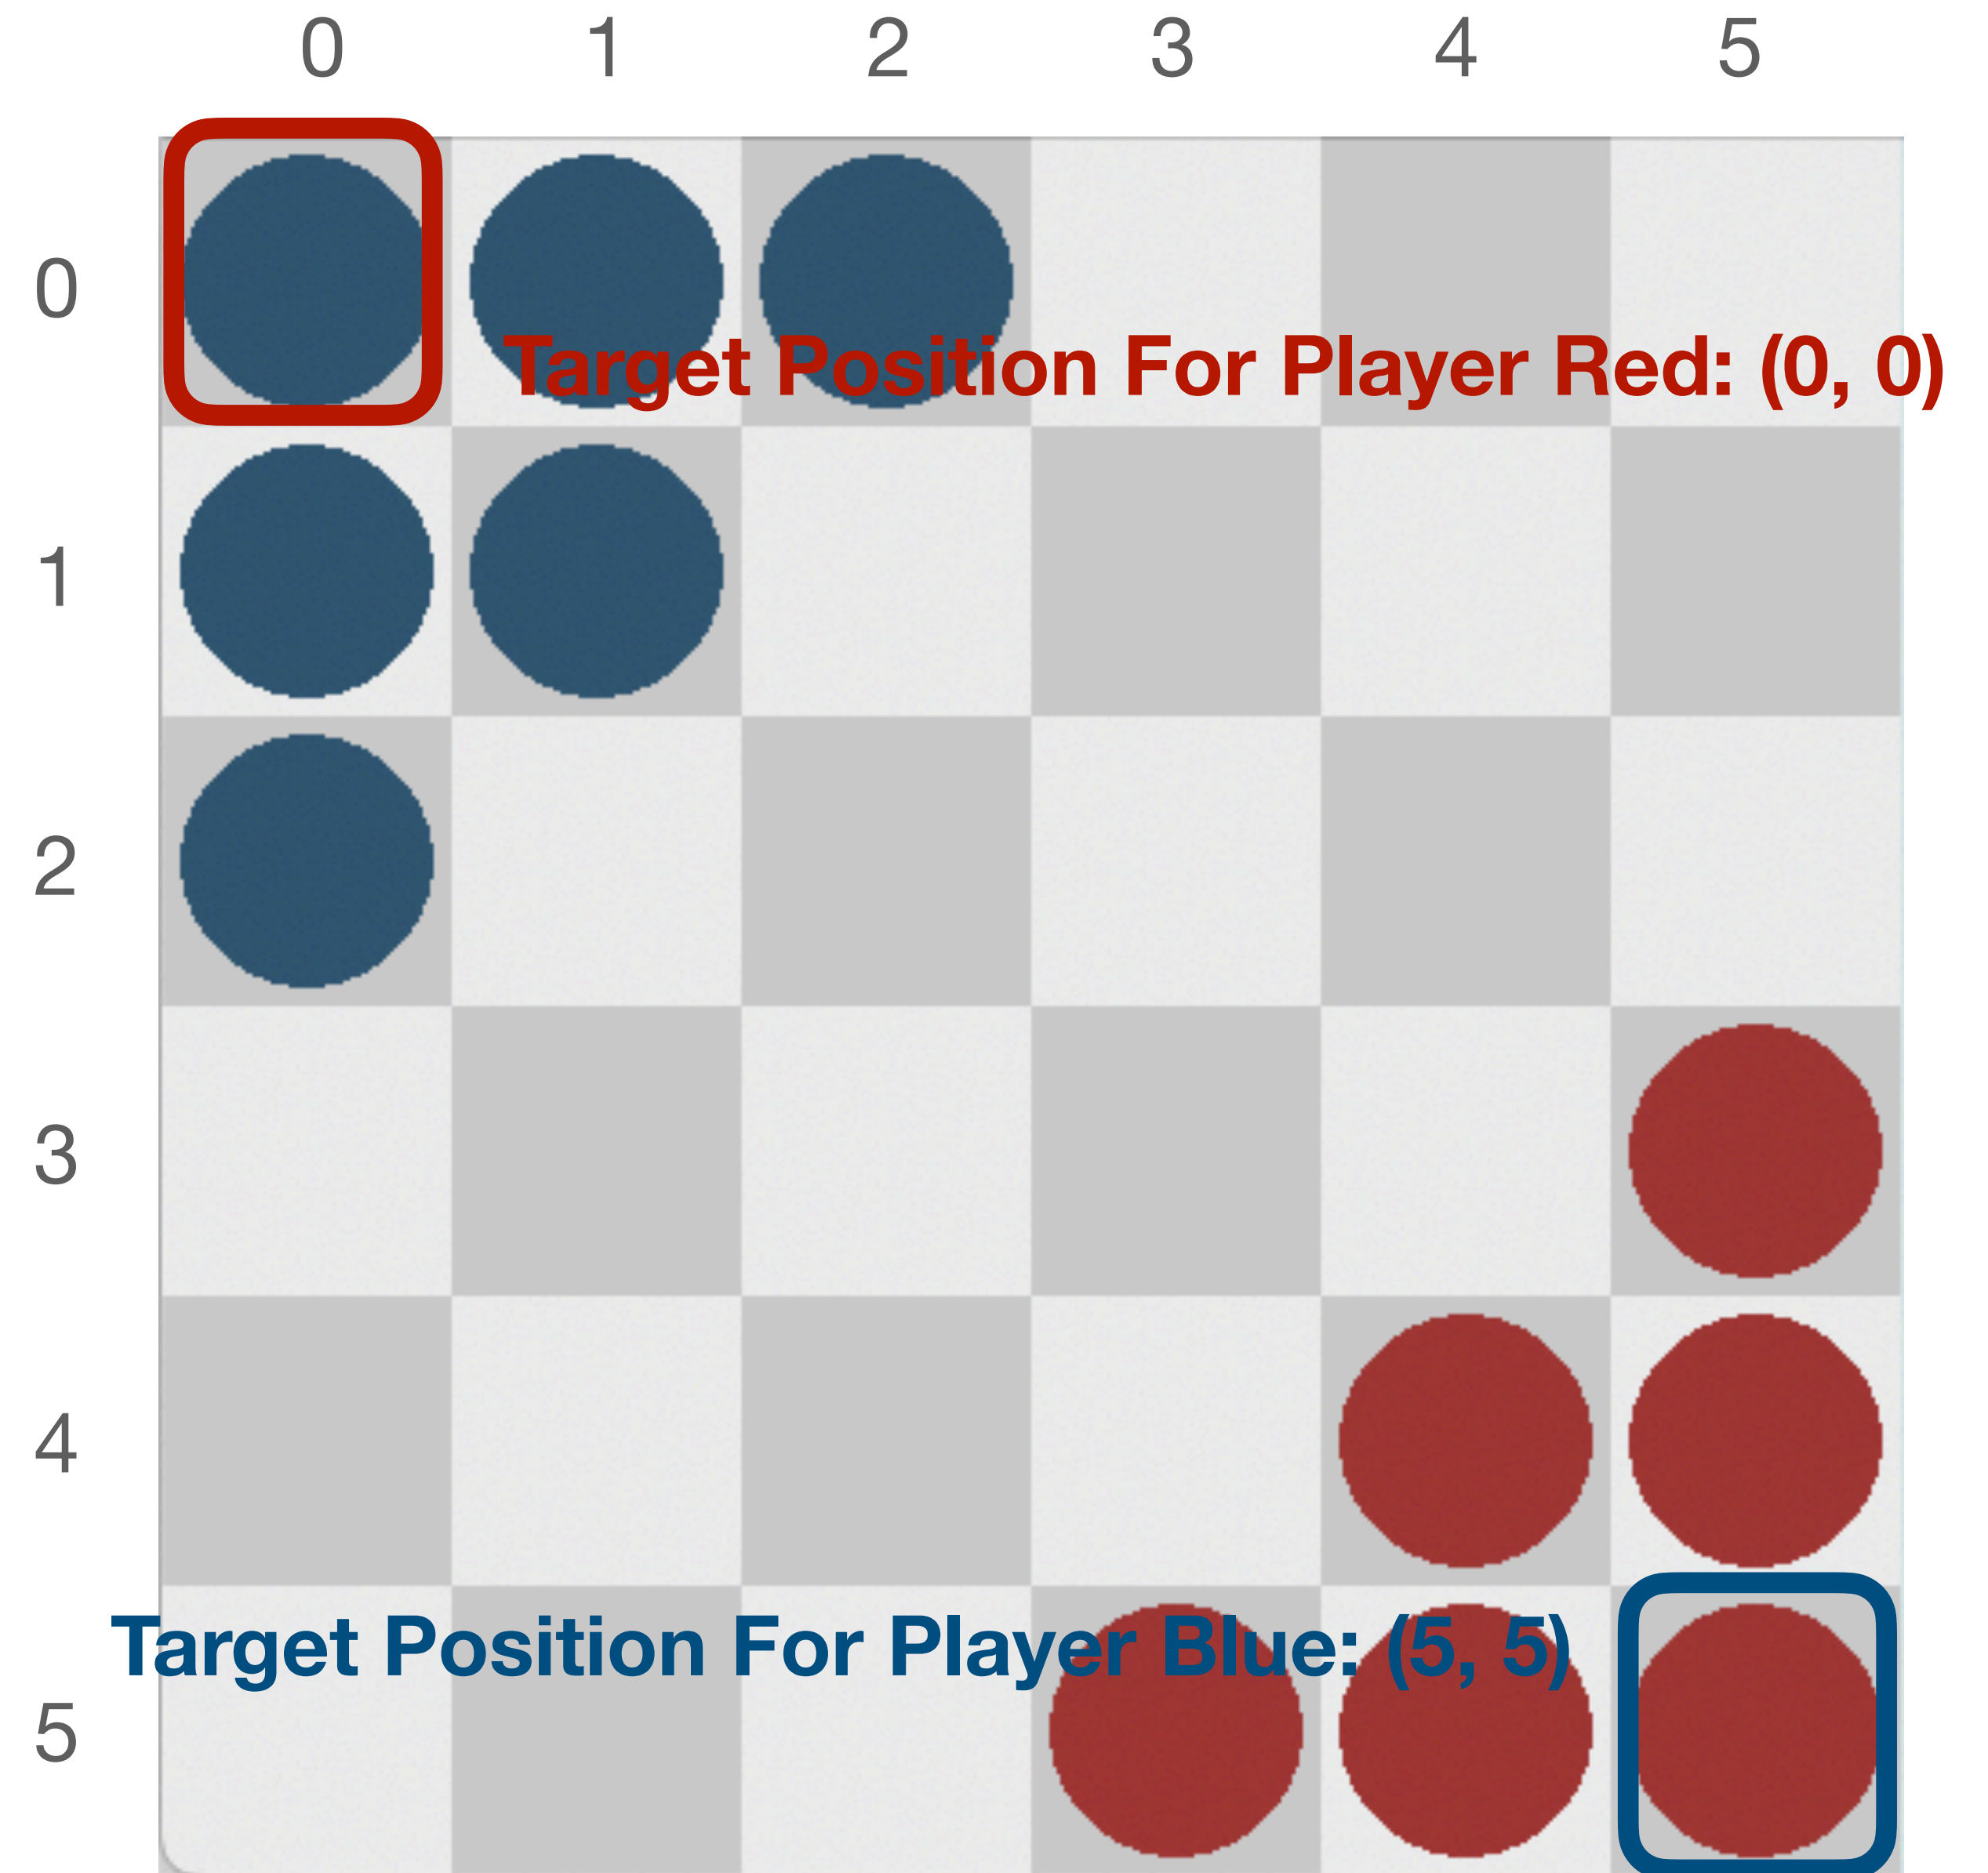 0 1 2 3 4 5
0
Target Position For Player Red: (0, 0)
1
2
3
4
Target Position For Player Blue: (5, 5)
5